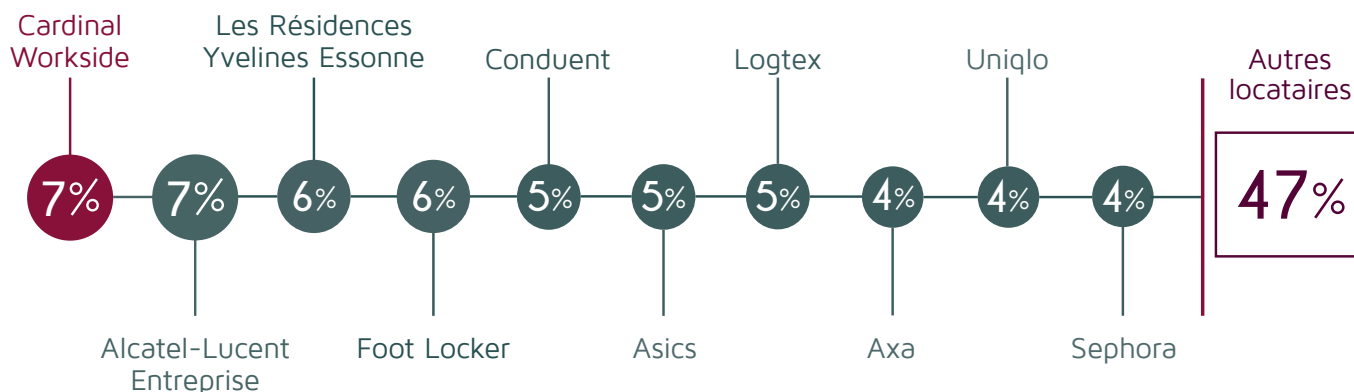 Cardinal
Workside
Les Résidences
Yvelines Essonne
Conduent
Logtex
Uniqlo
Autres
locataires
7%
7%
6%
6%
5%
5%
5%
4%
4%
4%
47%
Alcatel-Lucent
Entreprise
Foot Locker
Asics
Axa
Sephora